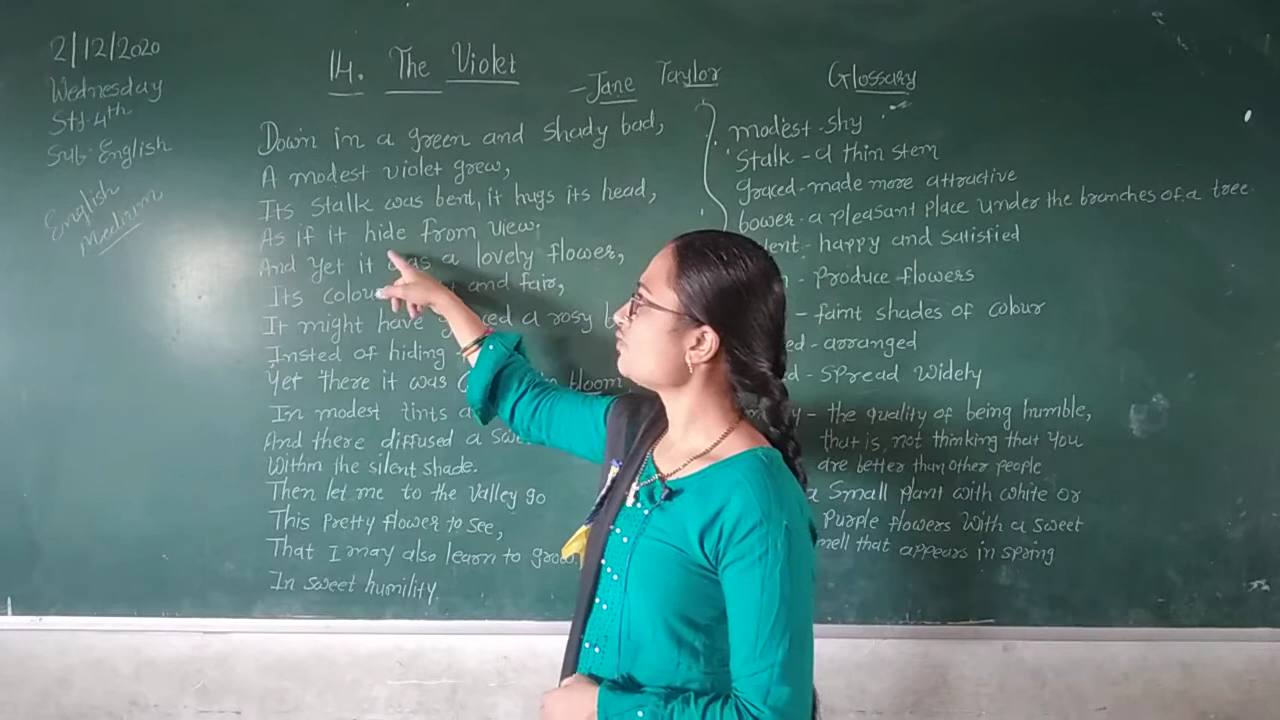 2/12/2020
Wednesday
Std. 4th
Sub: English
English
Medium
14. The Violet
- Jane Taylor
Down in a green and shady bad,
A modest violet grew,
Its stalk was bent, it hugs its head,
As if it hide from view.
And yet it was a lovely flower,
Its colour and fair,
It might have a rosy
Insted of hiding
Yet there it was in bloom,
In modest tints
And there diffused a
Within the silent shade.
Then let me to the valley go
This pretty flower to see,
That I may also learn to grow
In sweet humility.
Glossary
modest - shy
Stalk - a thin stem
graced - made more attractive
bower - a pleasant place under the branches of a tree.
- happy and satisfied
- Produce flowers
- faint shades of colour
- arranged
- spread widely
- the quality of being humble,
that is, not thinking that you
are better than other people
a small plant with white or
Purple flowers with a sweet
that appears in spring